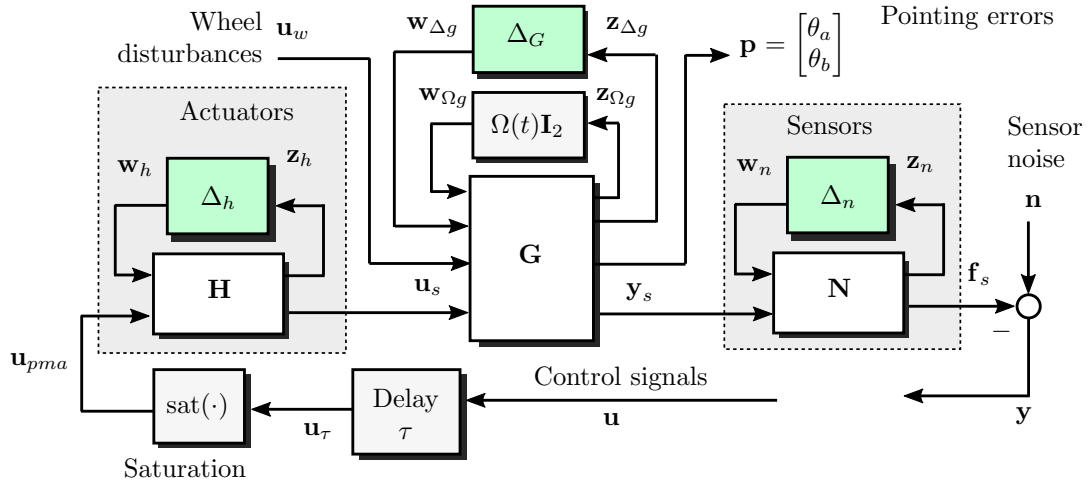 Wheel
disturbances
u_w
w_{Δg}
Δ_G
z_{Δg}
Pointing errors
p = [θ_a
θ_b]
w_{Ωg}
Ω(t)I_2
z_{Ωg}
Actuators
w_h
Δ_h
z_h
H
G
u_s
y_s
Sensors
w_n
Δ_n
z_n
N
Sensor
noise
n
f_s
−
u_{pma}
sat(·)
Saturation
u_τ
Delay
τ
Control signals
u
y